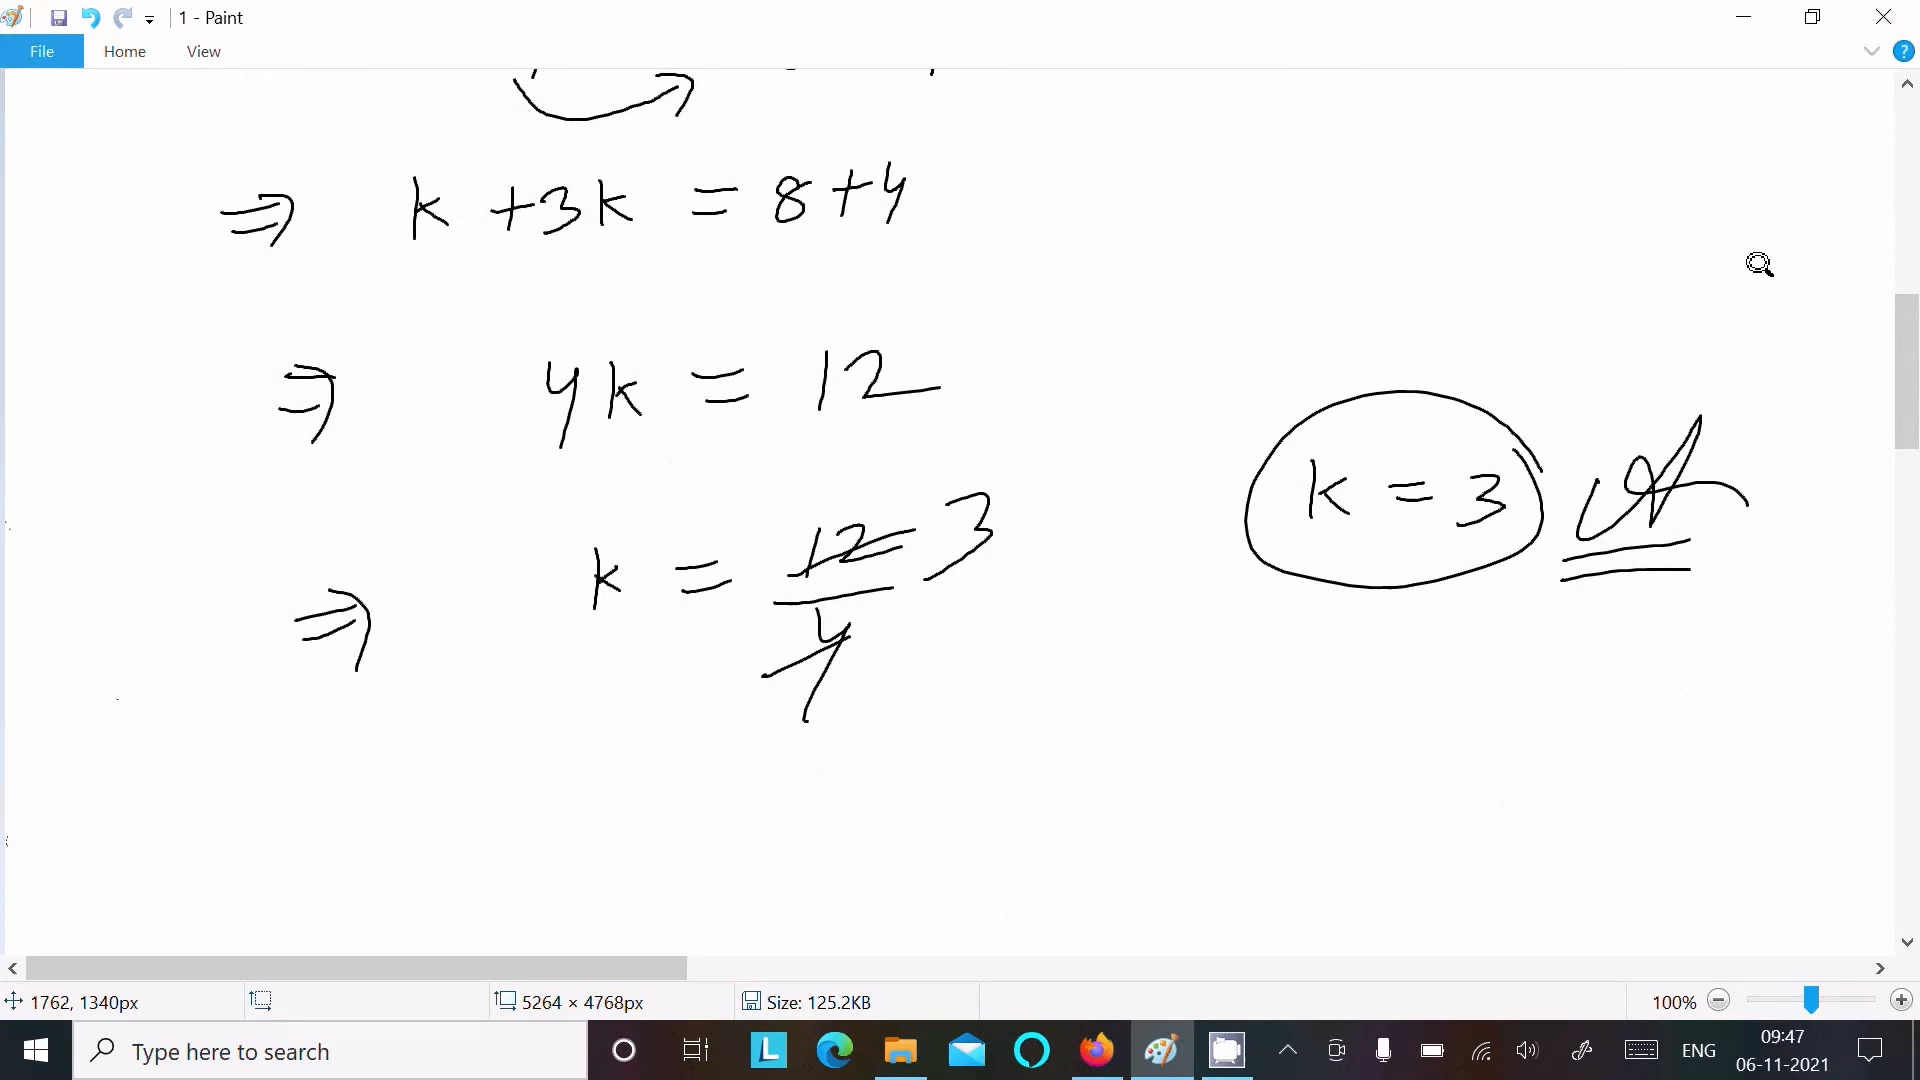 1 - Paint
File Home View
⇒ k + 3k = 8 + 4
⇒ 4k = 12
k = 3
⇒ k = 12/4 3
1762, 1340px 5264 × 4768px Size: 125.2KB 100%
Type here to search
L
ENG
09:47
06-11-2021